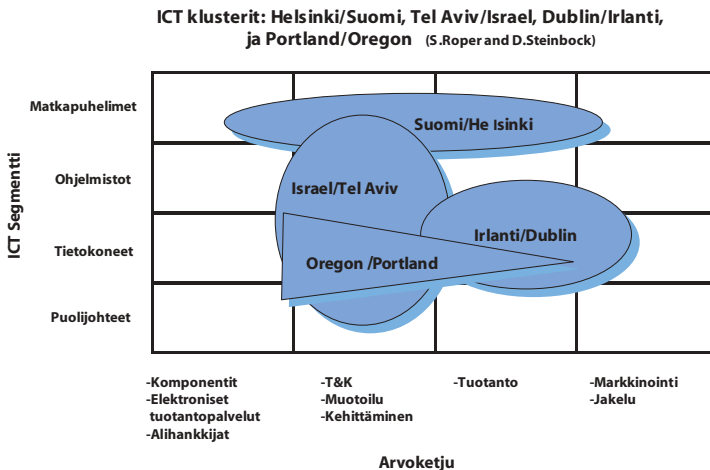 ICT klusterit: Helsinki/Suomi, Tel Aviv/Israel, Dublin/Irlanti,
ja Portland/Oregon (S.Roper and D.Steinbock)
ICT Segmentti
Matkapuhelimet
Ohjelmistot
Tietokoneet
Puolijohteet
Suomi/He lsinki
Israel/Tel Aviv
Irlanti/Dublin
Oregon /Portland
-Komponentit
-Elektroniset
tuotantopalvelut
-Alihankkijat
-T&K
-Muotoilu
-Kehittäminen
-Tuotanto
-Markkinointi
-Jakelu
Arvoketju